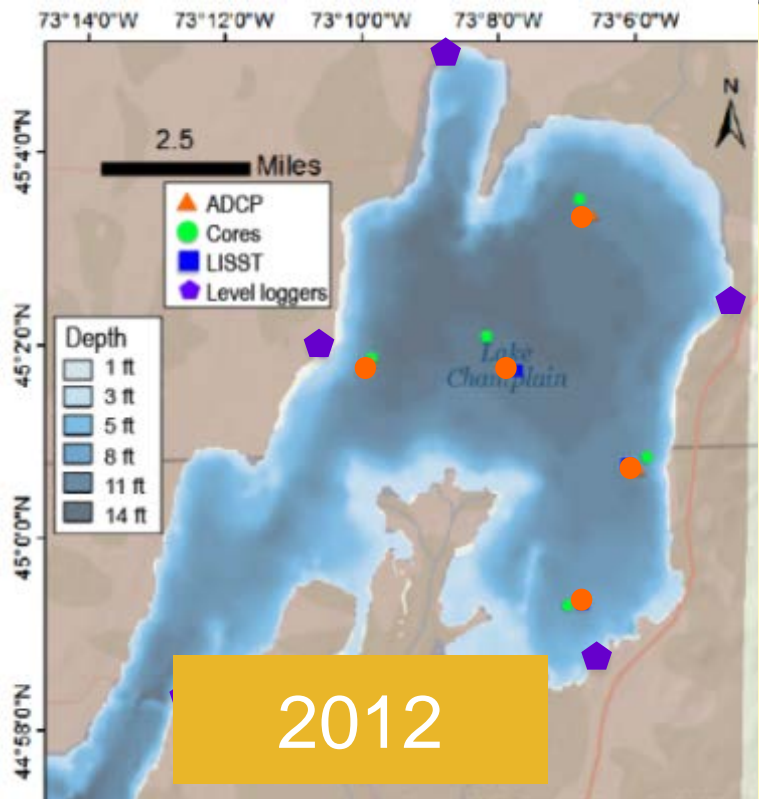 73°14'0"W 73°12'0"W 73°10'0"W 73°8'0"W 73°6'0"W
N
45°4'0"N
2.5
Miles
ADCP
Cores
LISST
Level loggers
45°2'0"N
Depth
1 ft
3 ft
5 ft
8 ft
11 ft
14 ft
Lake
Champlain
45°0'0"N
44°58'0"N
2012